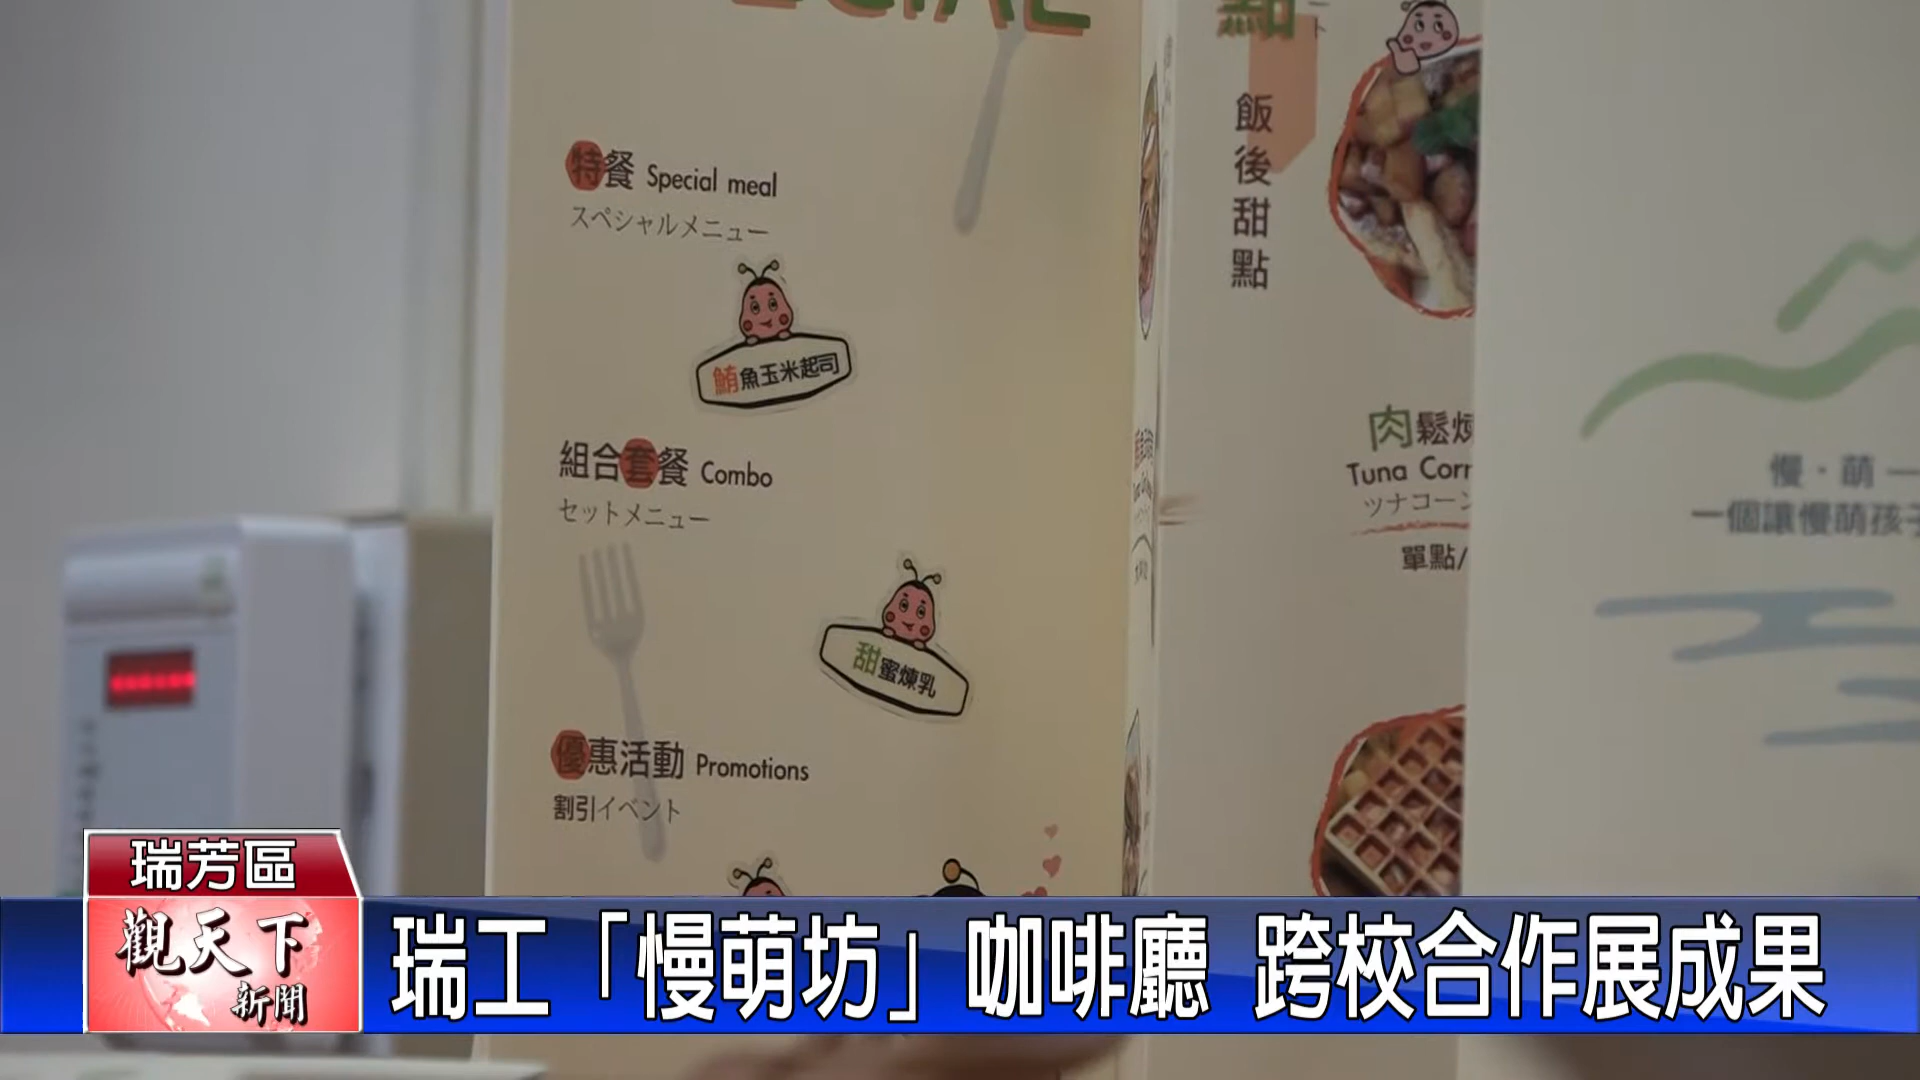 特餐 Special meal
スペシャルメニュー
鮪魚玉米起司
組合套餐 Combo
セットメニュー
甜蜜煉乳
優惠活動 Promotions
割引イベント
點
飯後甜點
肉鬆煉
Tuna Corn
ツナコーン
單點/
慢·萌—
一個讓慢萌孩子
瑞芳區
觀天下
新聞
瑞工「慢萌坊」咖啡廳 跨校合作展成果